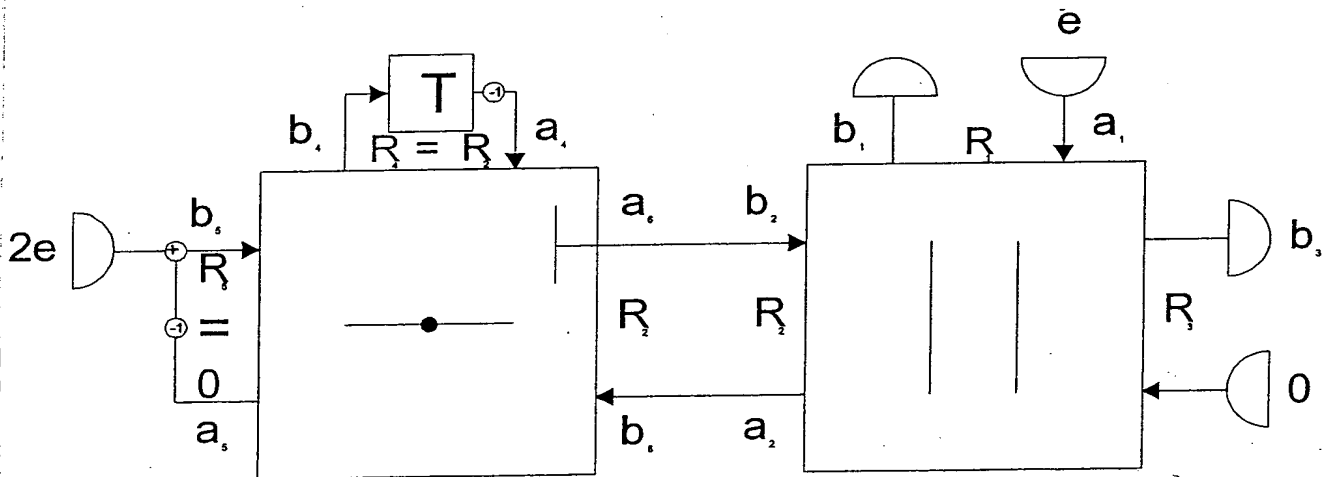 e
T
-1
b₄
a₄
R₄ = R₂
b₁
R₁
a₁
2e
b₅
+
R₅
-1
=
0
a₅
a₆
b₂
b₃
R₂
R₂
R₃
0
b₆
a₂